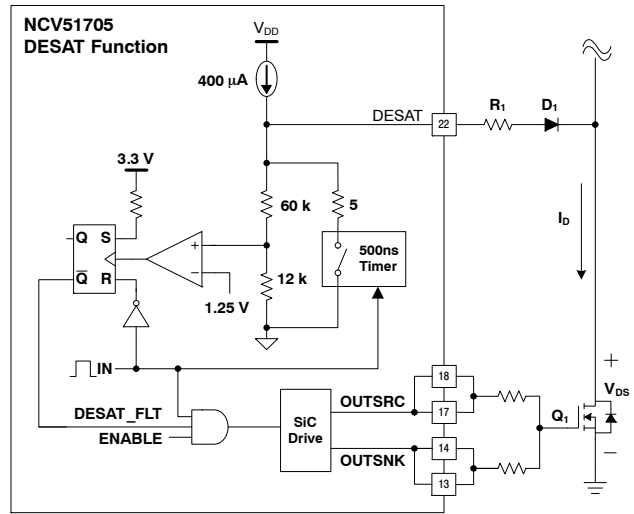 NCV51705
DESAT Function
V_DD
400 µA
DESAT
22
R1
D1
3.3 V
60 k
5
Q S
+
500ns
Timer
I_D
Q̅ R
−
12 k
1.25 V
IN
+
18
V_DS
OUTSRC
17
Q1
DESAT_FLT
SiC
Drive
ENABLE
14
−
OUTSNK
13